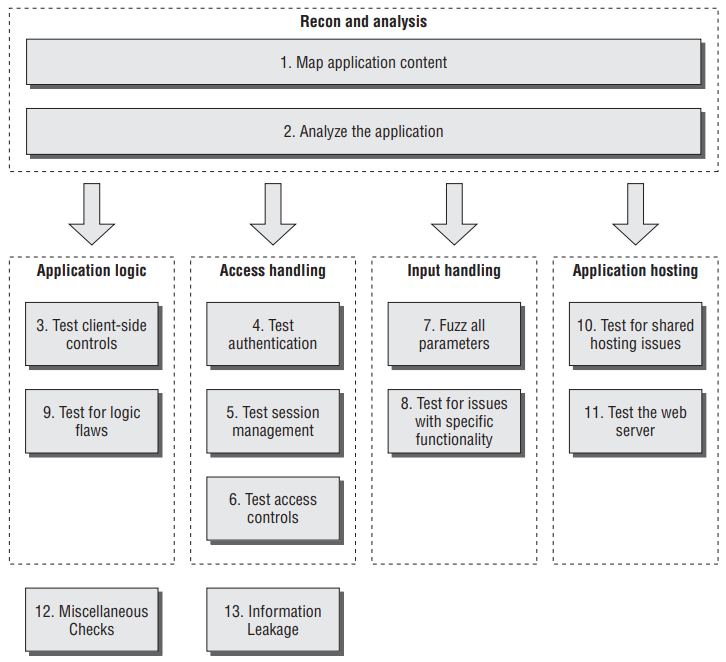 Recon and analysis
1. Map application content
2. Analyze the application
Application logic
3. Test client-side
controls
9. Test for logic
flaws
Access handling
4. Test
authentication
5. Test session
management
6. Test access
controls
Input handling
7. Fuzz all
parameters
8. Test for issues
with specific
functionality
Application hosting
10. Test for shared
hosting issues
11. Test the web
server
12. Miscellaneous
Checks
13. Information
Leakage